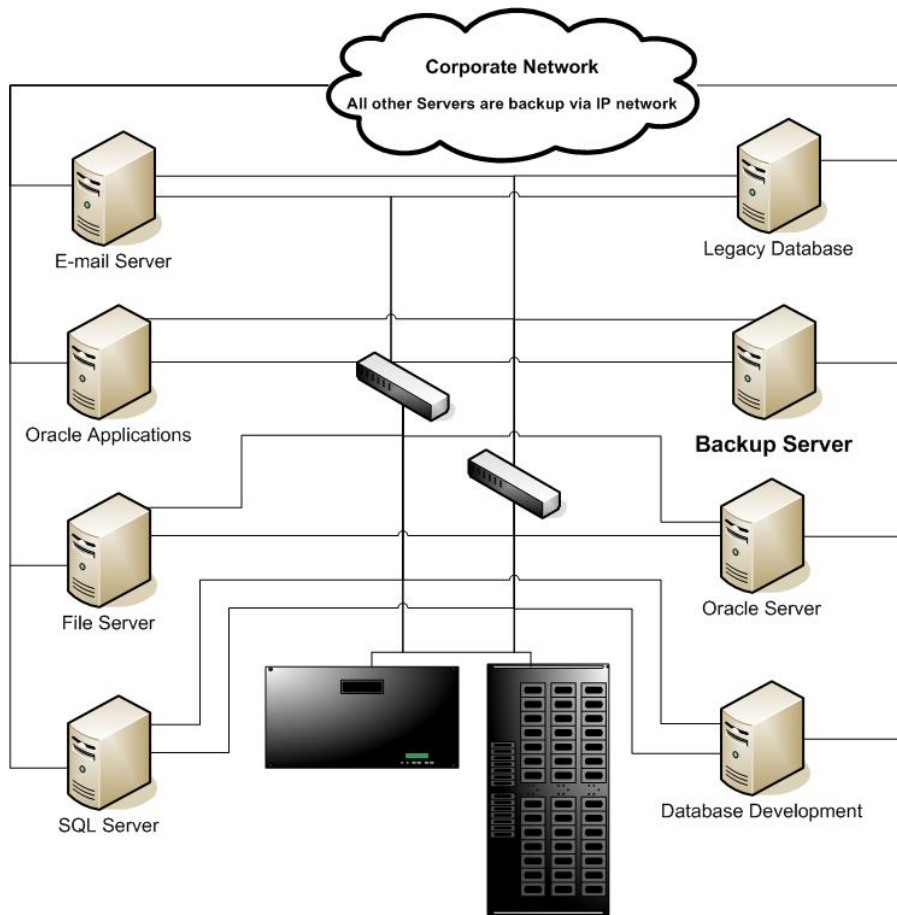 Corporate Network
All other Servers are backup via IP network
E-mail Server
Legacy Database
Oracle Applications
Backup Server
File Server
Oracle Server
SQL Server
Database Development